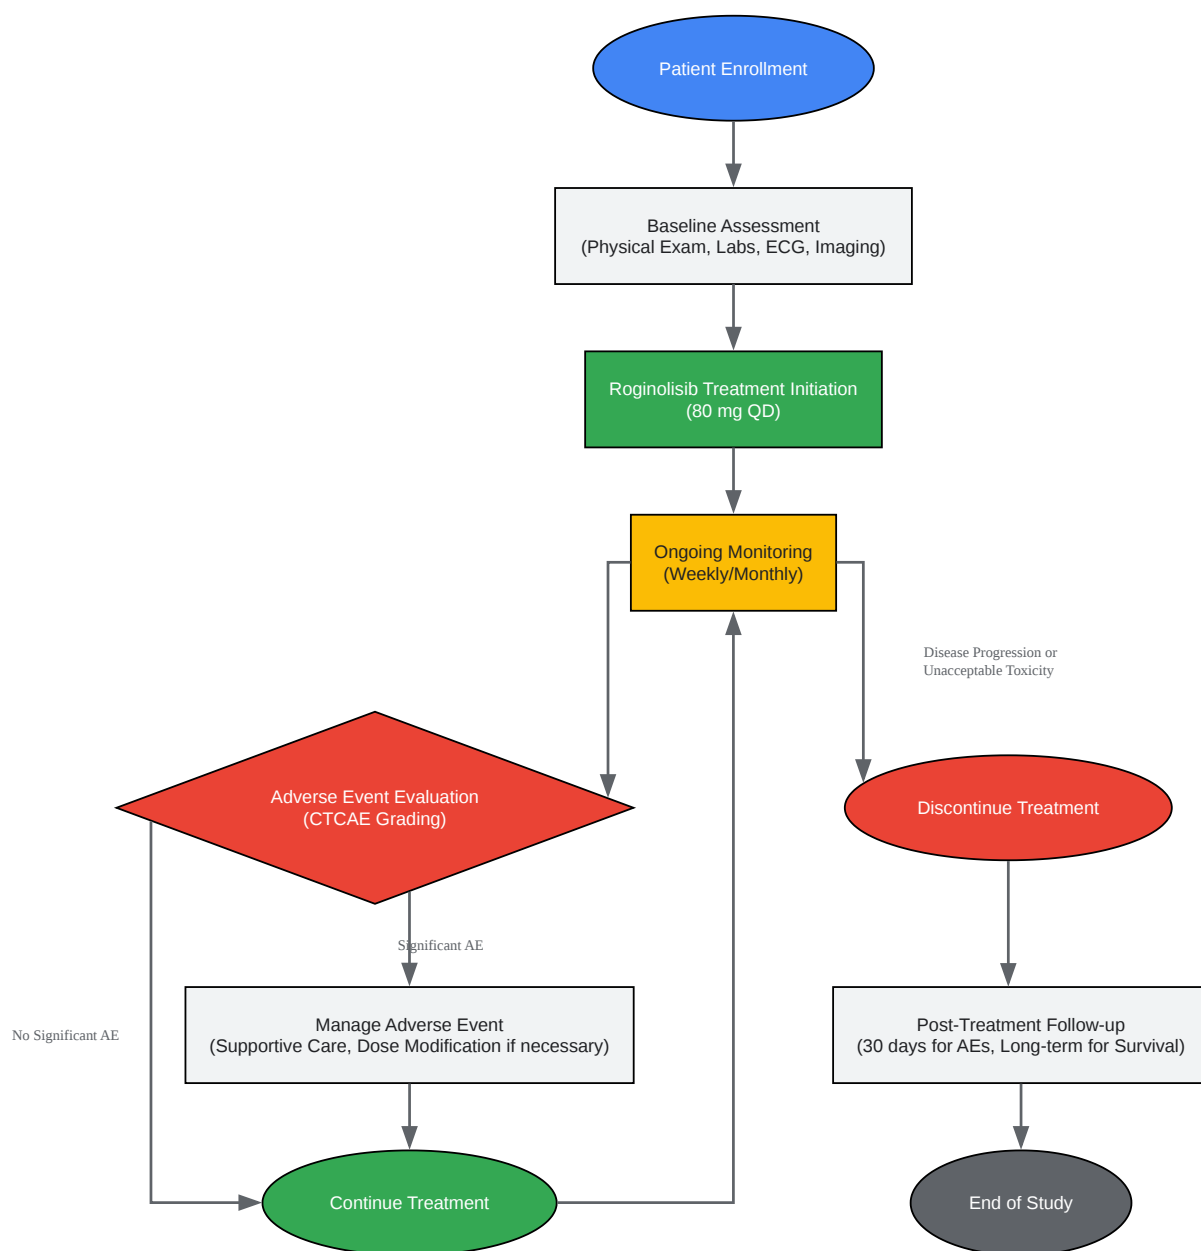 Patient Enrollment
Baseline Assessment
(Physical Exam, Labs, ECG, Imaging)
Roginolisib Treatment Initiation
(80 mg QD)
Ongoing Monitoring
(Weekly/Monthly)
Disease Progression or
Unacceptable Toxicity
Adverse Event Evaluation
(CTCAE Grading)
Discontinue Treatment
Significant AE
No Significant AE
Manage Adverse Event
(Supportive Care, Dose Modification if necessary)
Post-Treatment Follow-up
(30 days for AEs, Long-term for Survival)
Continue Treatment
End of Study